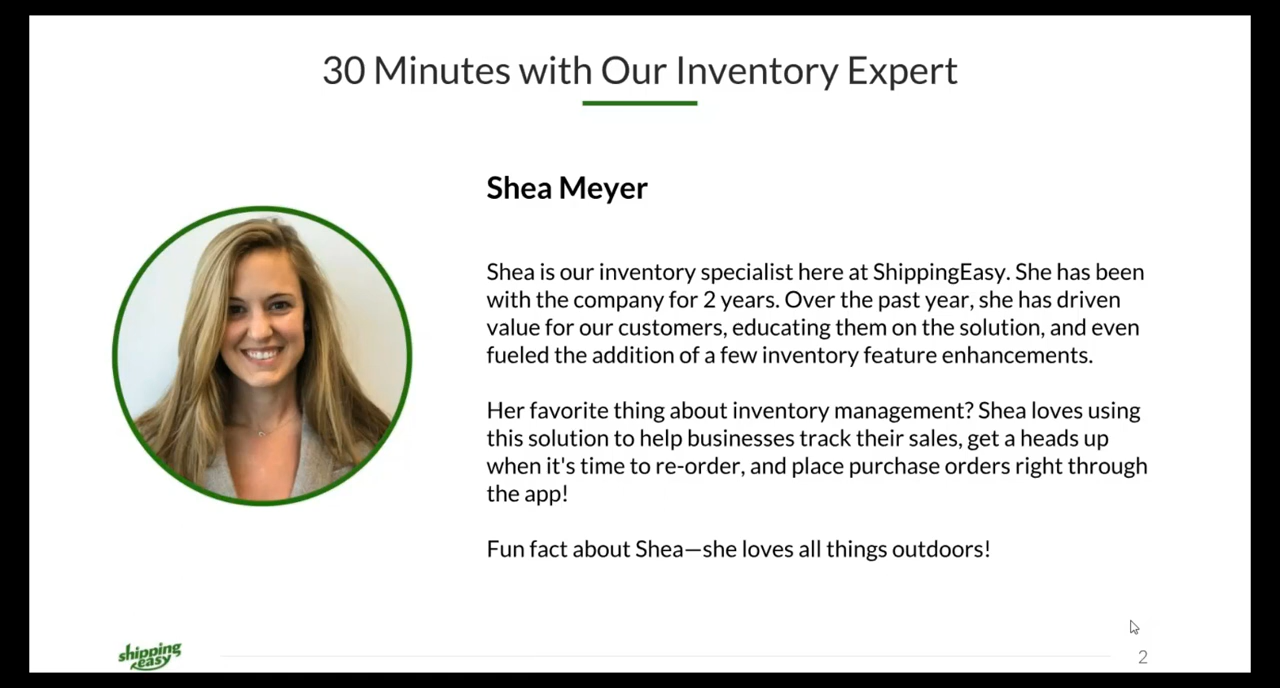 30 Minutes with Our Inventory Expert
Shea Meyer
Shea is our inventory specialist here at ShippingEasy. She has been
with the company for 2 years. Over the past year, she has driven
value for our customers, educating them on the solution, and even
fueled the addition of a few inventory feature enhancements.
Her favorite thing about inventory management? Shea loves using
this solution to help businesses track their sales, get a heads up
when it's time to re-order, and place purchase orders right through
the app!
Fun fact about Shea—she loves all things outdoors!
shipping
easy
2